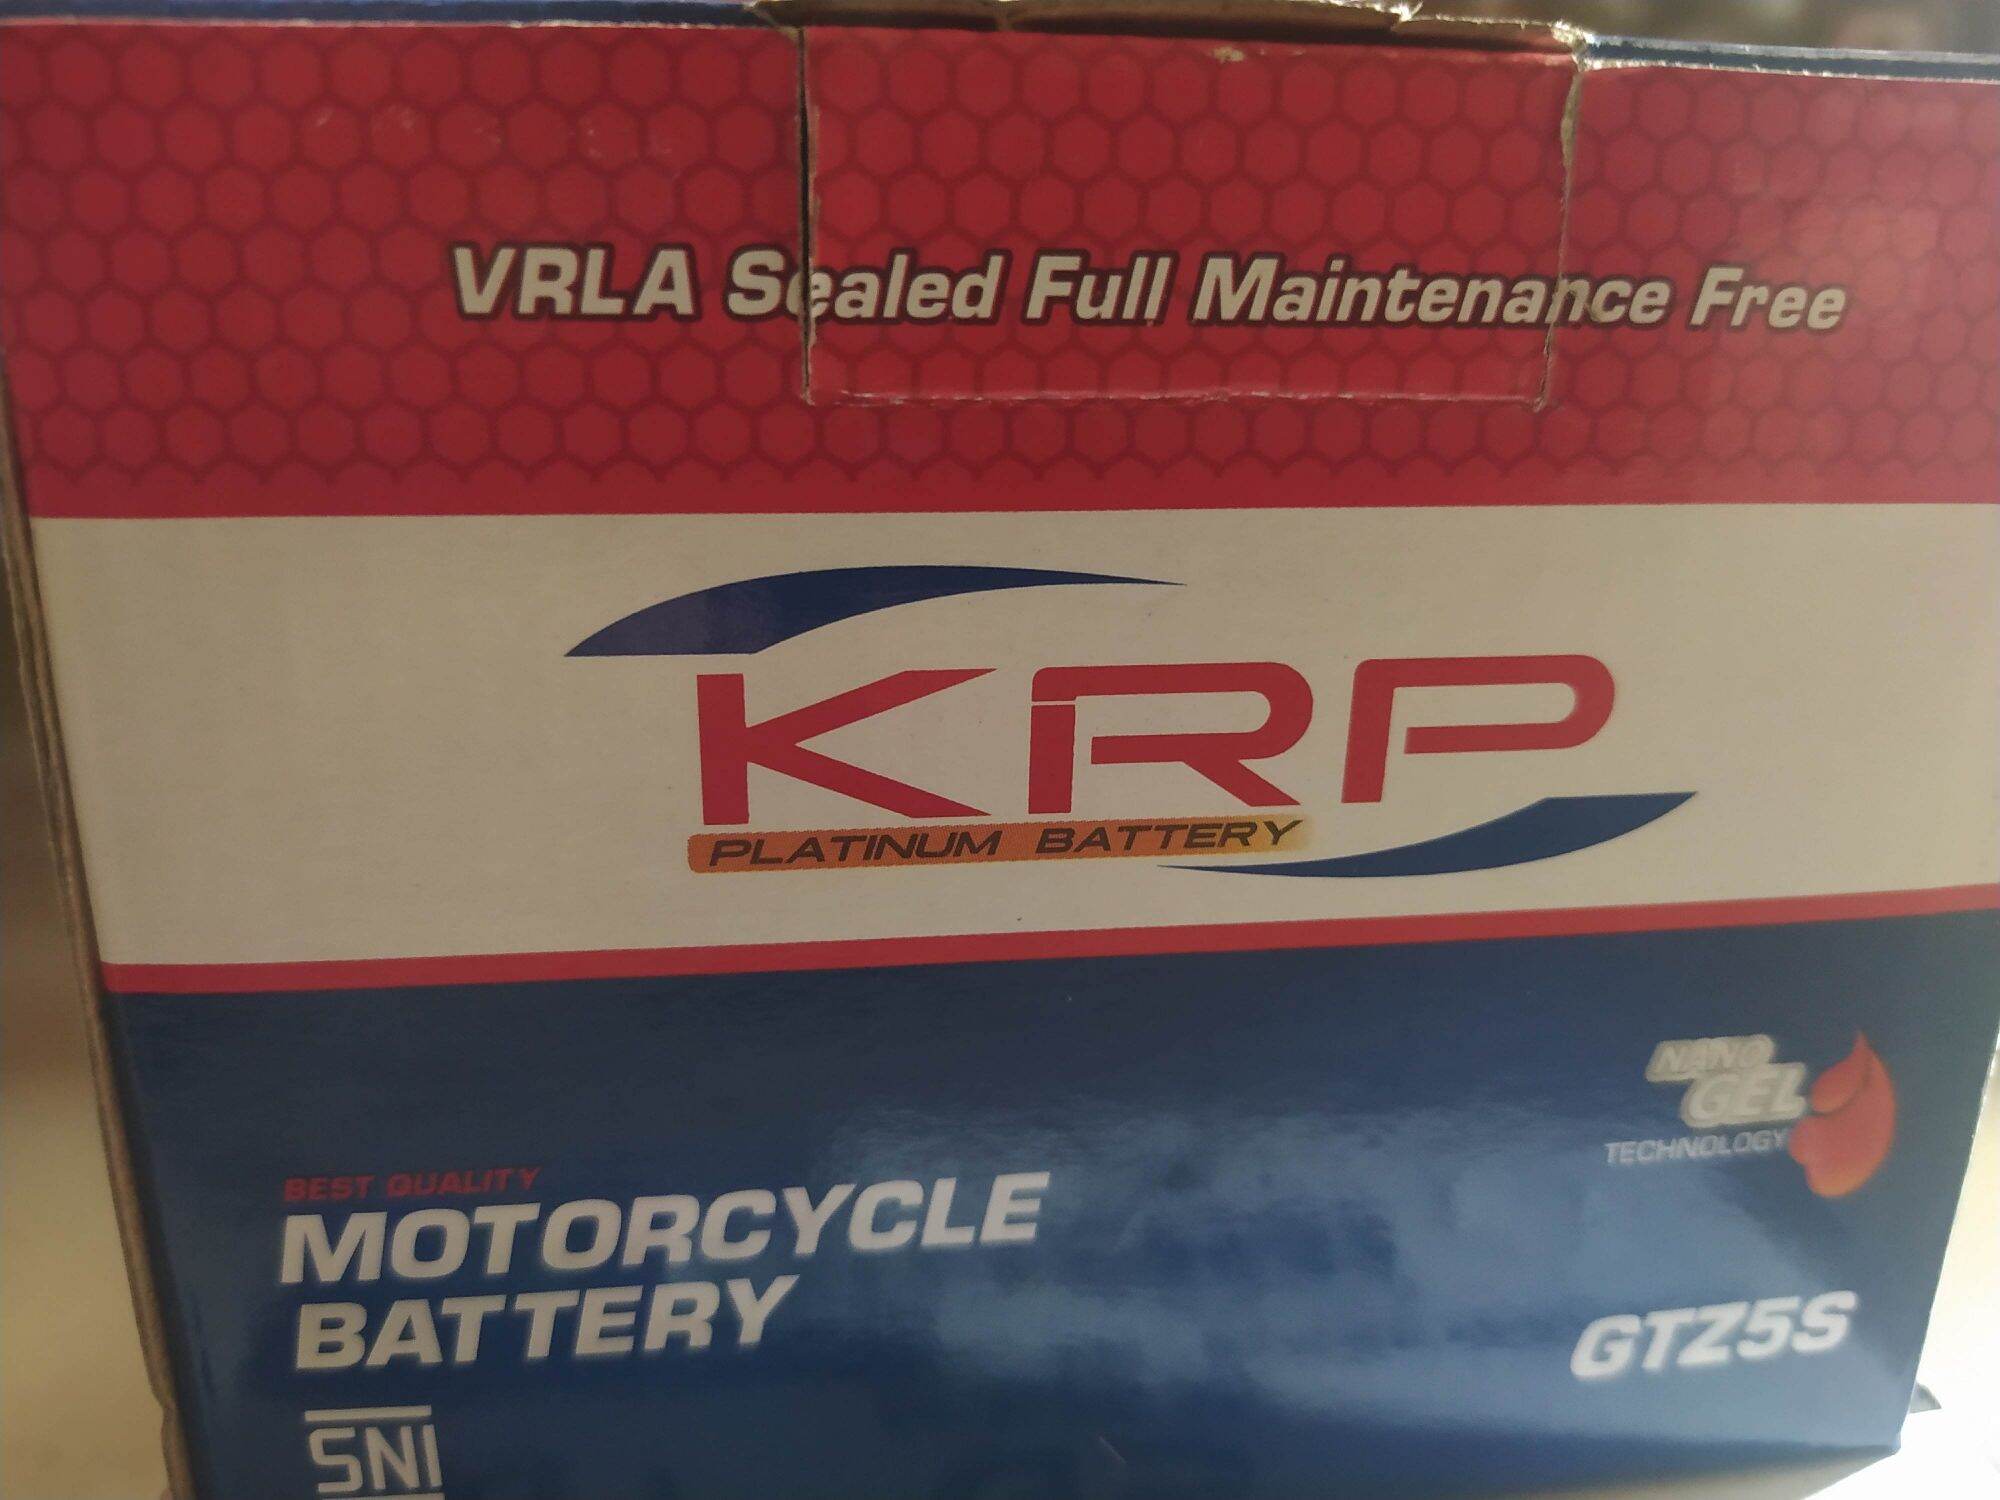 VRLA Sealed Full Maintenance Free
KRP
PLATINUM BATTERY
NANO
GEL
TECHNOLOGY
BEST QUALITY
MOTORCYCLE
BATTERY
GTZ5S
SNI